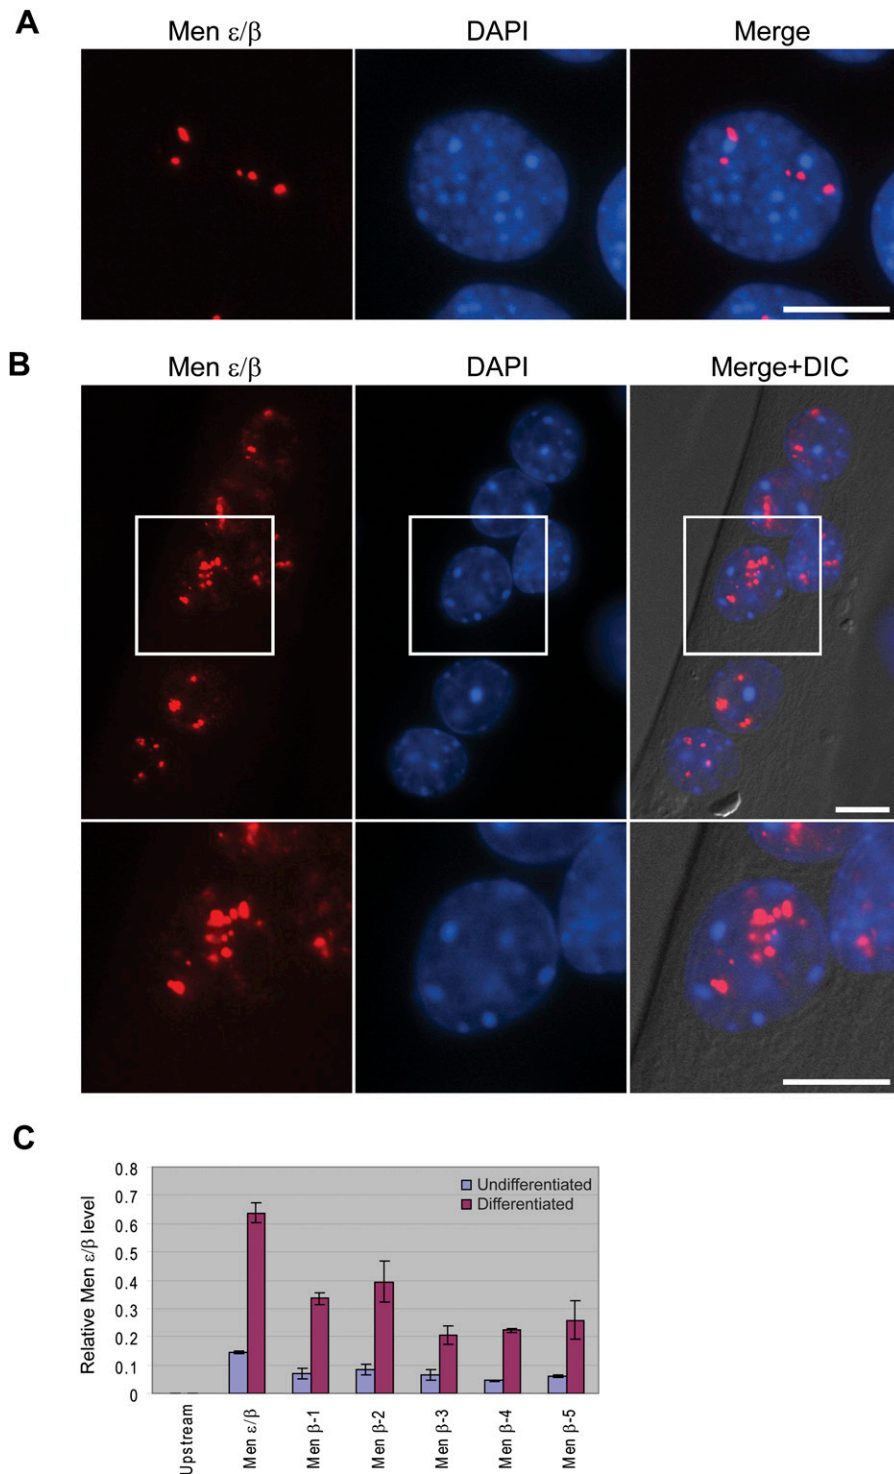 A
Men ε/β
DAPI
Merge
B
Men ε/β
DAPI
Merge+DIC
C
Relative Men ε/β level
0.8
0.7
0.6
0.5
0.4
0.3
0.2
0.1
0
Undifferentiated
Differentiated
Upstream
Men ε/β
Men β-1
Men β-2
Men β-3
Men β-4
Men β-5